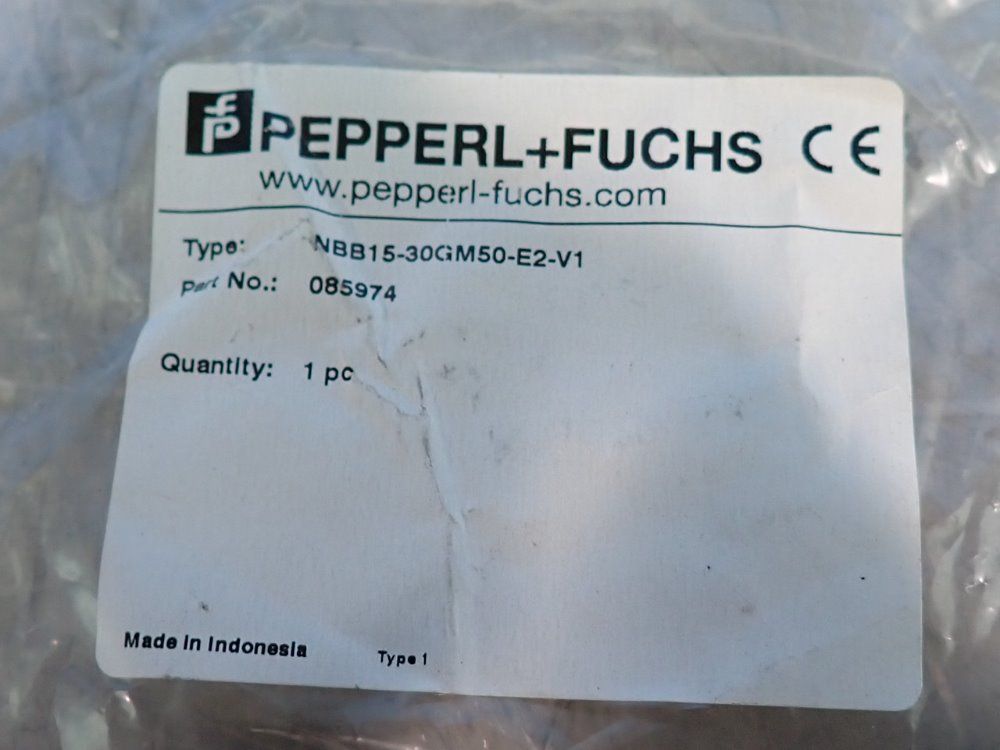 PEPPERL+FUCHS CE
www.pepperl-fuchs.com
Type: NBB15-30GM50-E2-V1
Part No.: 085974
Quantity: 1 pc
Made in Indonesia Type 1